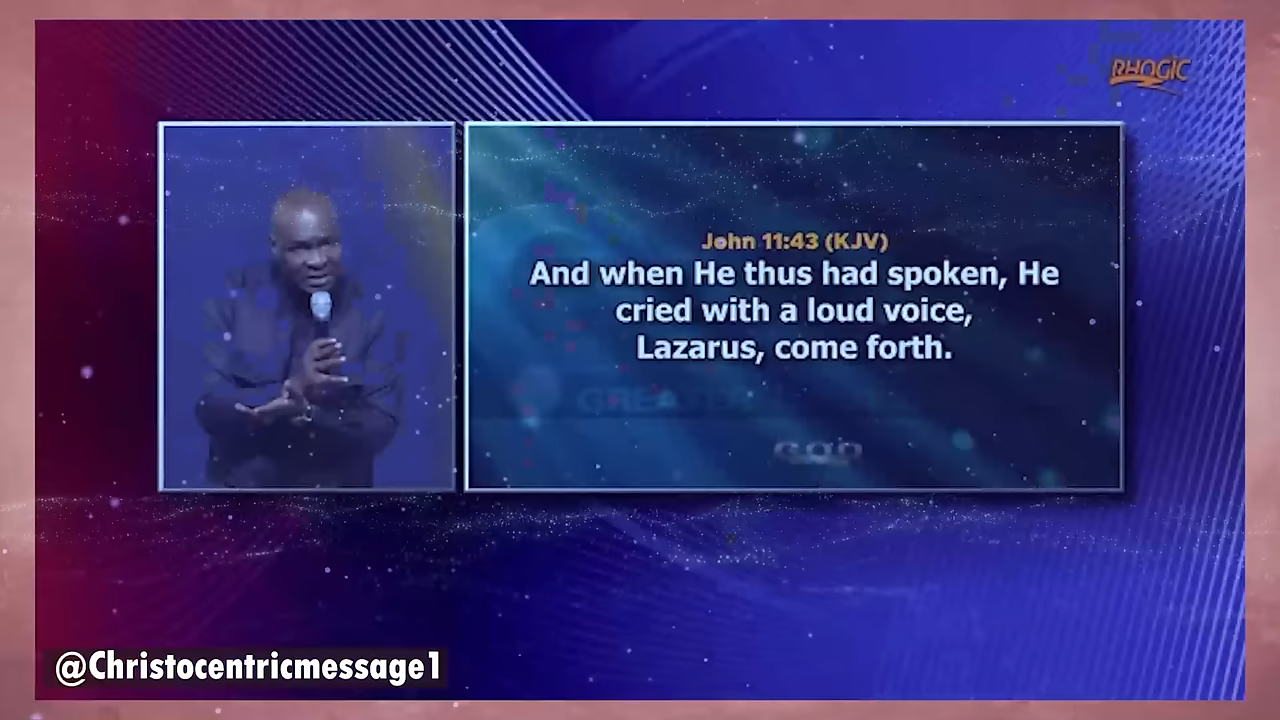 RHOGIC
John 11:43 (KJV)
And when He thus had spoken, He
cried with a loud voice,
Lazarus, come forth.
@Christocentricmessage1